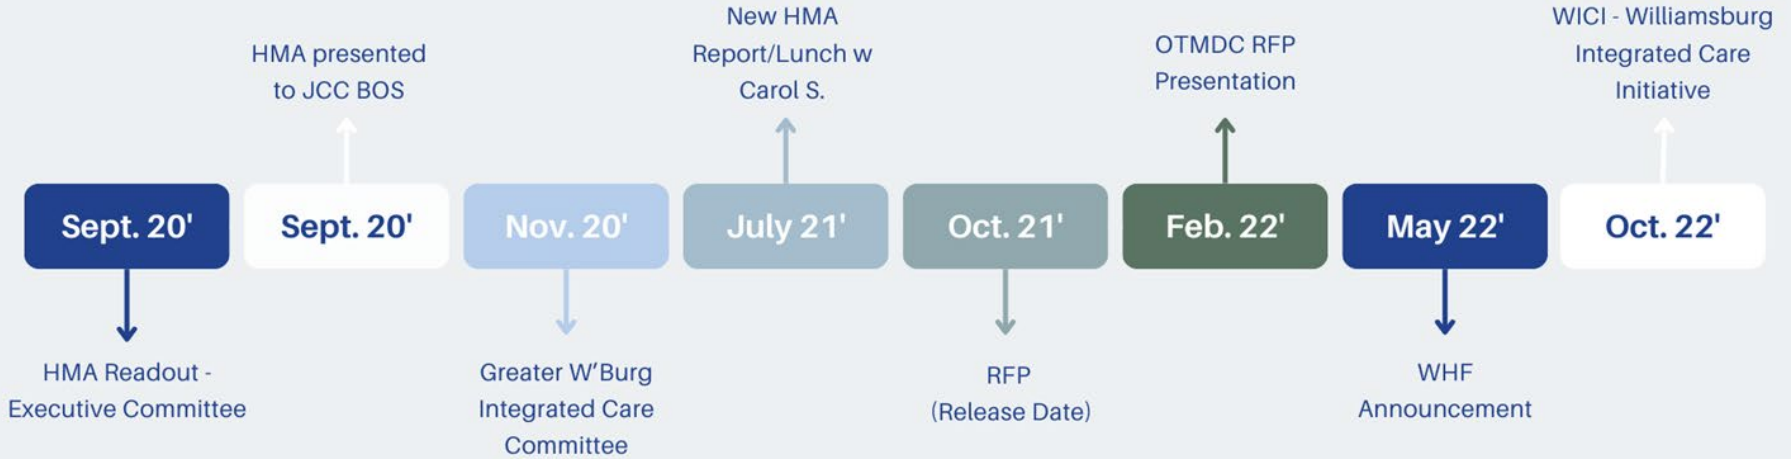 New HMA
Report/Lunch w
Carol S.
WICI - Williamsburg
Integrated Care
Initiative
HMA presented
to JCC BOS
OTMDC RFP
Presentation
Sept. 20'
Sept. 20'
Nov. 20'
July 21'
Oct. 21'
Feb. 22'
May 22'
Oct. 22'
HMA Readout -
Executive Committee
Greater W’Burg
Integrated Care
Committee
RFP
(Release Date)
WHF
Announcement